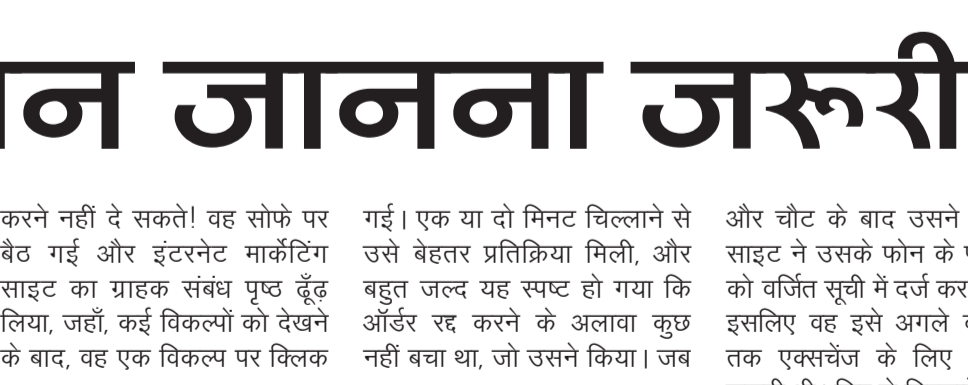 जानना जरूरी
करने नहीं दे सकते! वह सोफे पर
बैठ गई और इंटरनेट मार्केटिंग
साइट का ग्राहक संबंध पृष्ठ ढूँढ़
लिया, जहाँ, कई विकल्पों को देखने
के बाद, वह एक विकल्प पर क्लिक
गई। एक या दो मिनट चिल्लाने से
उसे बेहतर प्रतिक्रिया मिली, और
बहुत जल्द यह स्पष्ट हो गया कि
ऑर्डर रद्द करने के अलावा कुछ
नहीं बचा था, जो उसने किया। जब
और चौट के बाद उसने
साइट ने उसके फोन के
को वर्जित सूची में दर्ज कर
इसलिए वह इसे अगले
तक एक्सचेंज के लिए